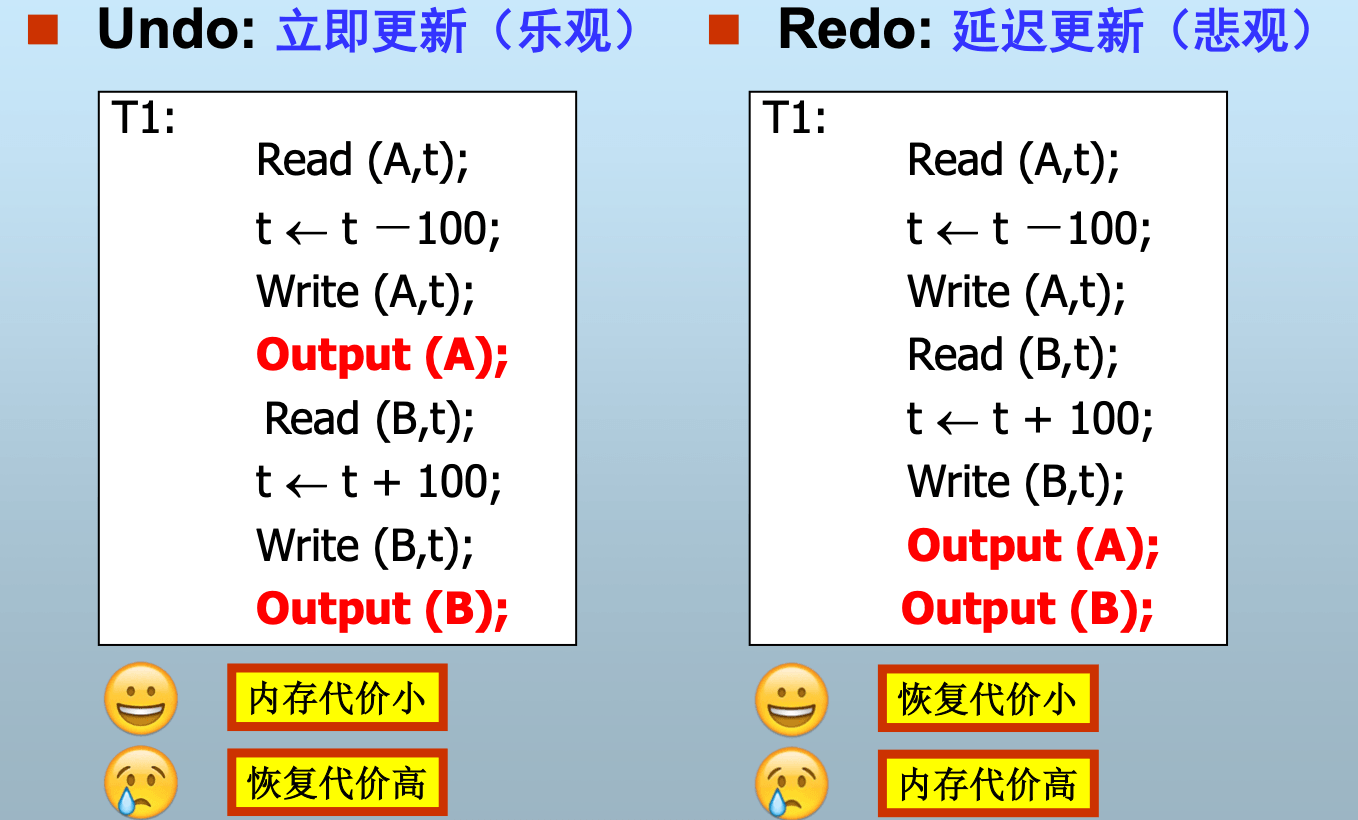 Undo: 立即更新（乐观）
T1:
Read (A,t);
t ← t －100;
Write (A,t);
Output (A);
Read (B,t);
t ← t + 100;
Write (B,t);
Output (B);
内存代价小
恢复代价高
Redo: 延迟更新（悲观）
T1:
Read (A,t);
t ← t －100;
Write (A,t);
Read (B,t);
t ← t + 100;
Write (B,t);
Output (A);
Output (B);
恢复代价小
内存代价高